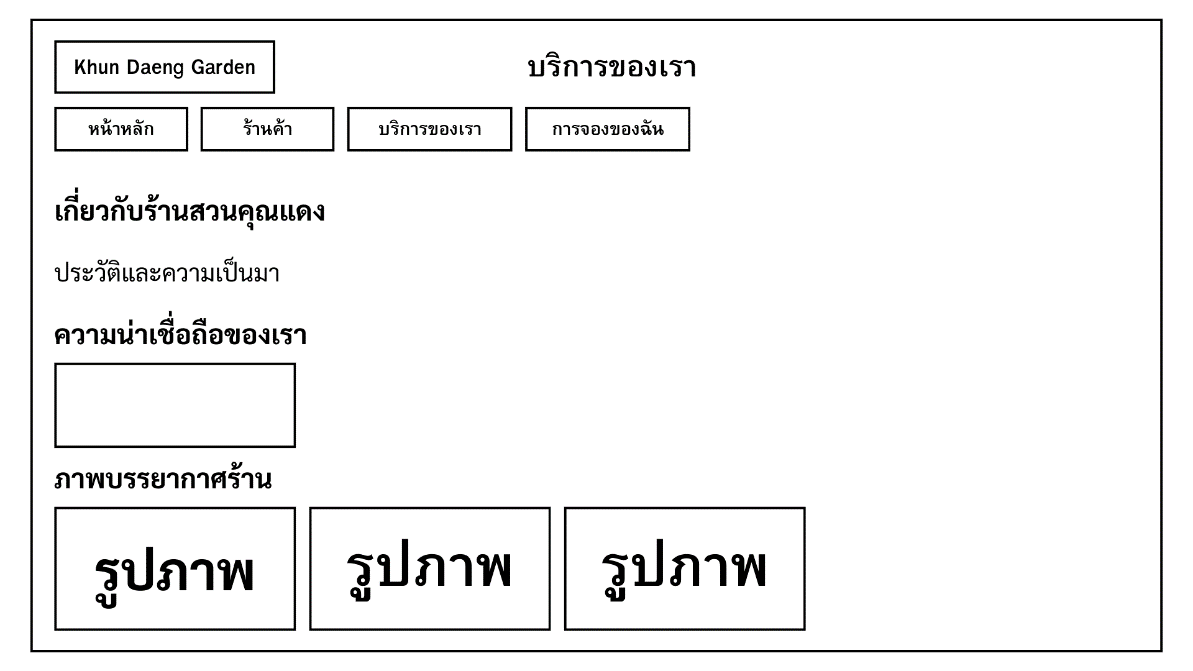 Khun Daeng Garden
บริการของเรา
หน้าหลัก ร้านค้า บริการของเรา การจองของฉัน
เกี่ยวกับร้านสวนคุณแดง
ประวัติและความเป็นมา
ความน่าเชื่อถือของเรา
ภาพบรรยากาศร้าน
รูปภาพ รูปภาพ รูปภาพ